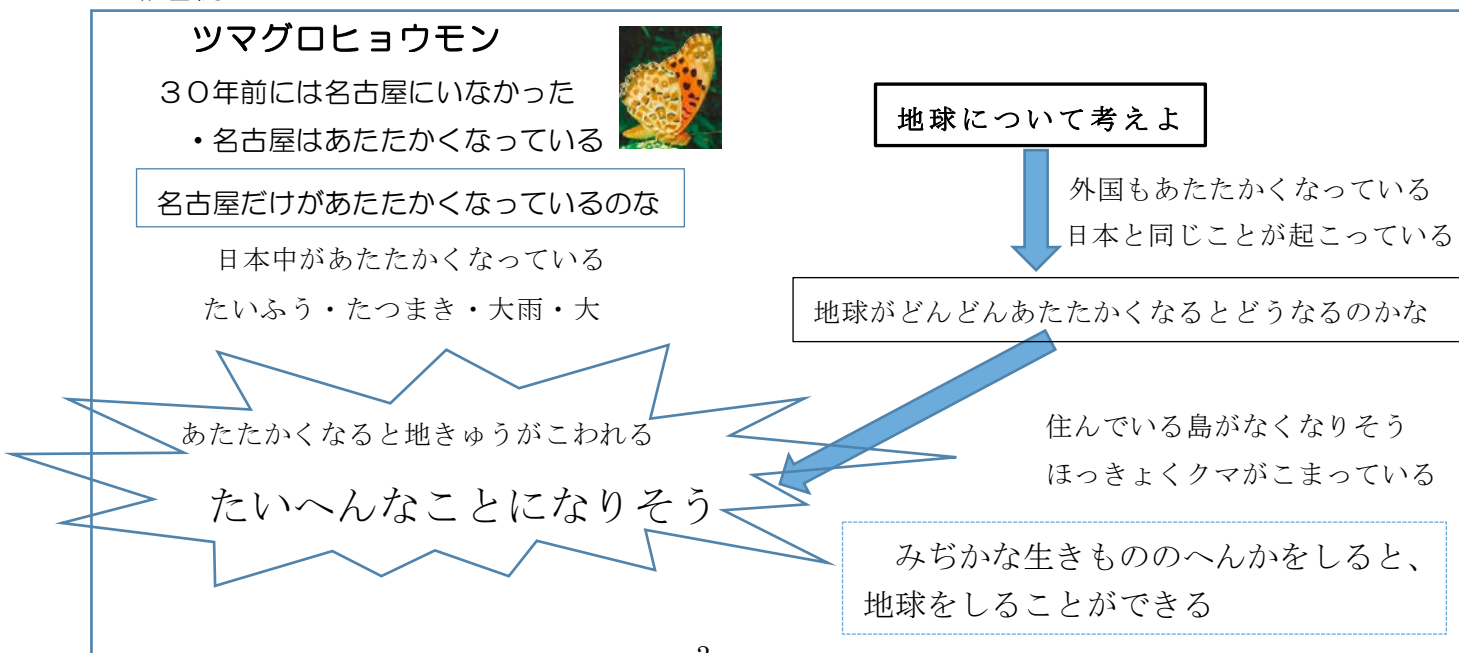 ツマグロヒョウモン
３０年前には名古屋にいなかった
・名古屋はあたたかくなっている
名古屋だけがあたたかくなっているのな
日本中があたたかくなっている
たいふう・たつまき・大雨・大
地球について考えよ
外国もあたたかくなっている
日本と同じことが起こっている
地球がどんどんあたたかくなるとどうなるのかな
あたたかくなると地きゅうがこわれる
たいへんなことになりそう
住んでいる島がなくなりそう
ほっきょくクマがこまっている
みぢかな生きもののへんかをしると、
地球をしることができる